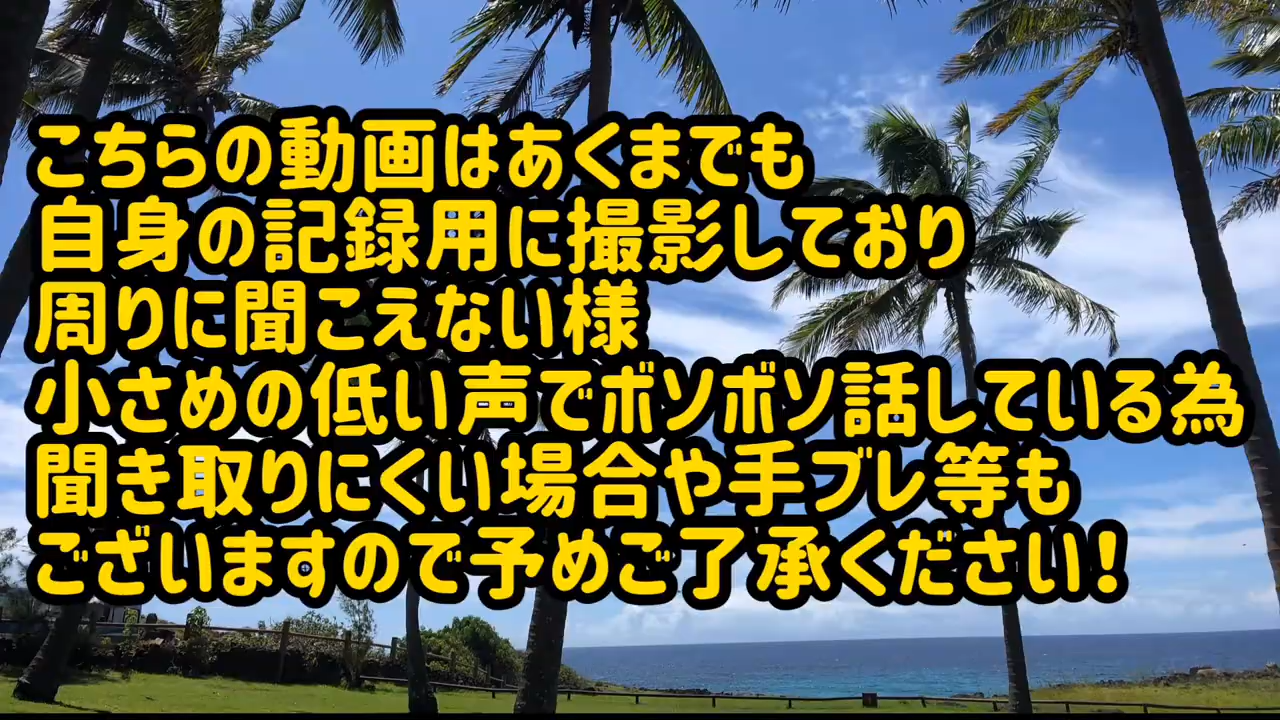 こちらの動画はあくまでも
自身の記録用に撮影しており
周りに聞こえない様
小さめの低い声でボソボソ話している為
聞き取りにくい場合や手ブレ等も
ございますので予めご了承ください!